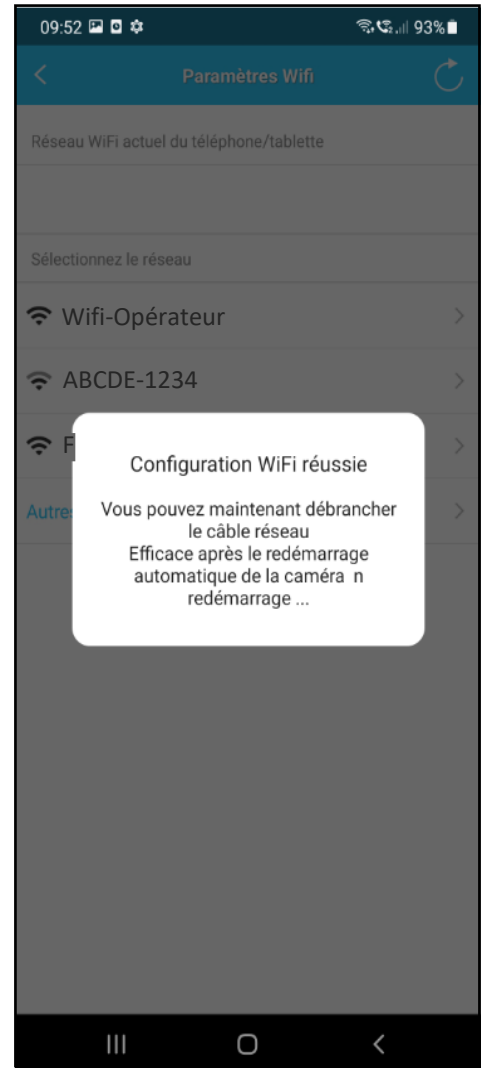 09:52 93%
Paramètres Wifi
Réseau WiFi actuel du téléphone/tablette
Sélectionnez le réseau
Wifi-Opérateur
ABCDE-1234
F
Configuration WiFi réussie
Autres
Vous pouvez maintenant débrancher
le câble réseau
Efficace après le redémarrage
automatique de la caméra n
redémarrage ...